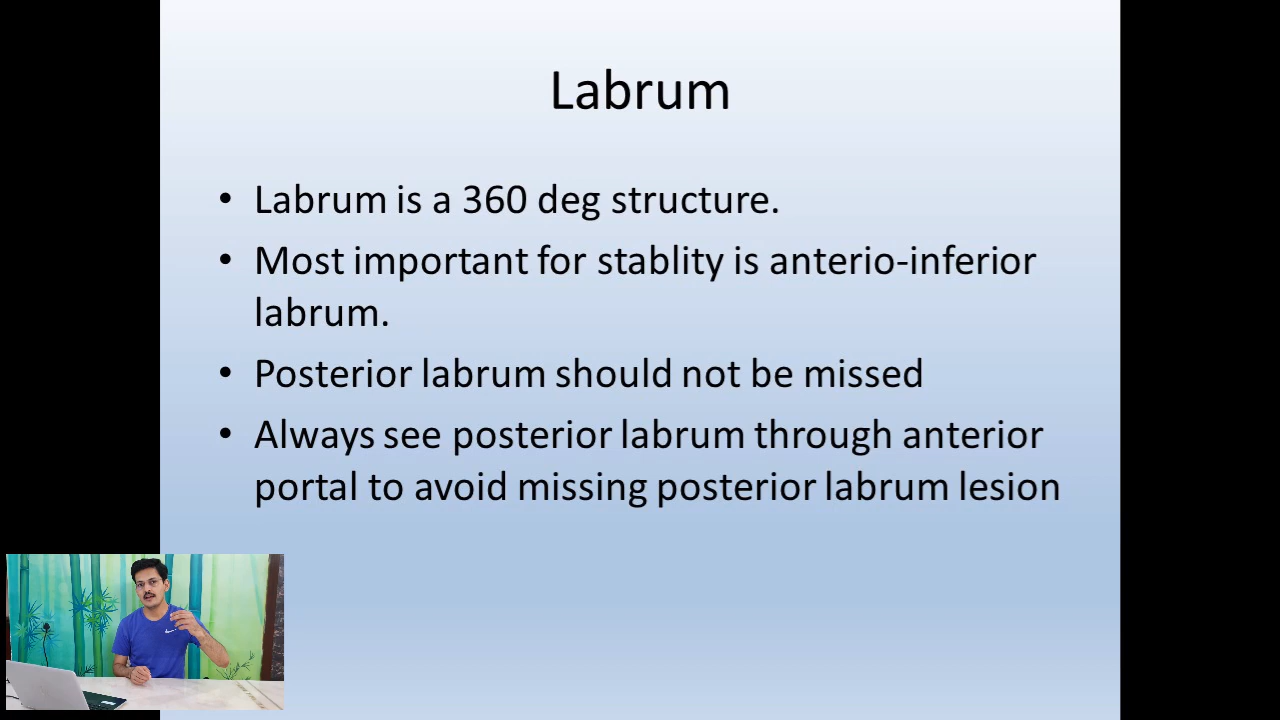 Labrum
• Labrum is a 360 deg structure.
• Most important for stablity is anterio-inferior
labrum.
• Posterior labrum should not be missed
• Always see posterior labrum through anterior
portal to avoid missing posterior labrum lesion